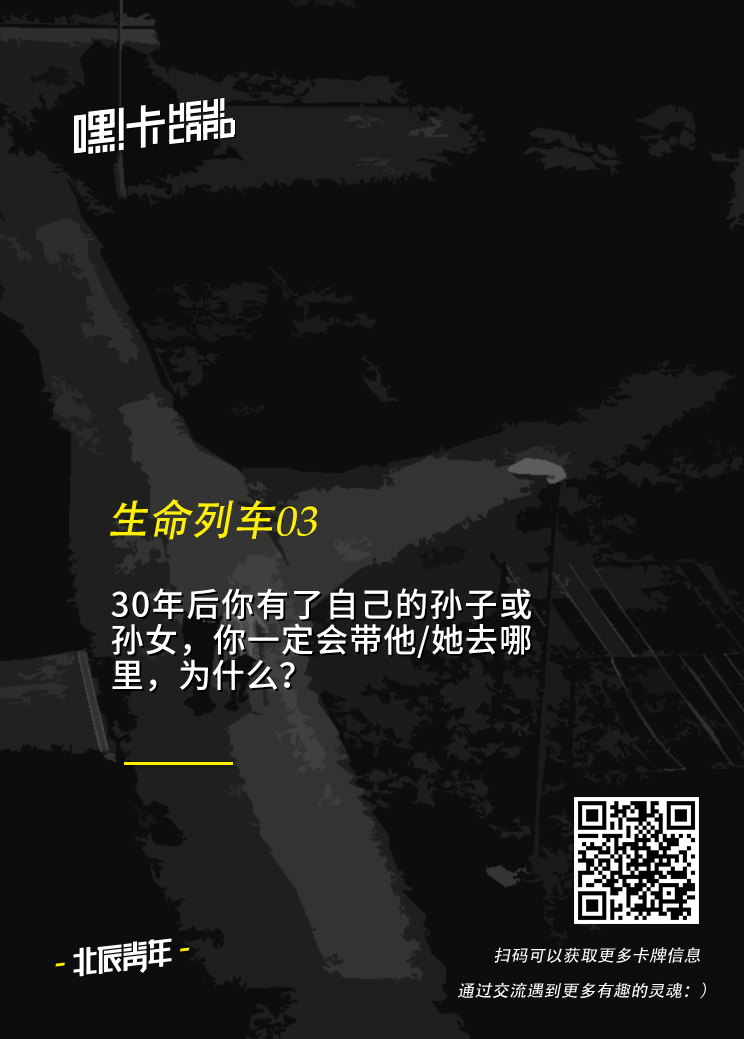 嘿!卡 HEY! CARD
生命列车03
30年后你有了自己的孙子或
孙女，你一定会带他/她去哪
里，为什么？
北辰青年
扫码可以获取更多卡牌信息
通过交流遇到更多有趣的灵魂：）